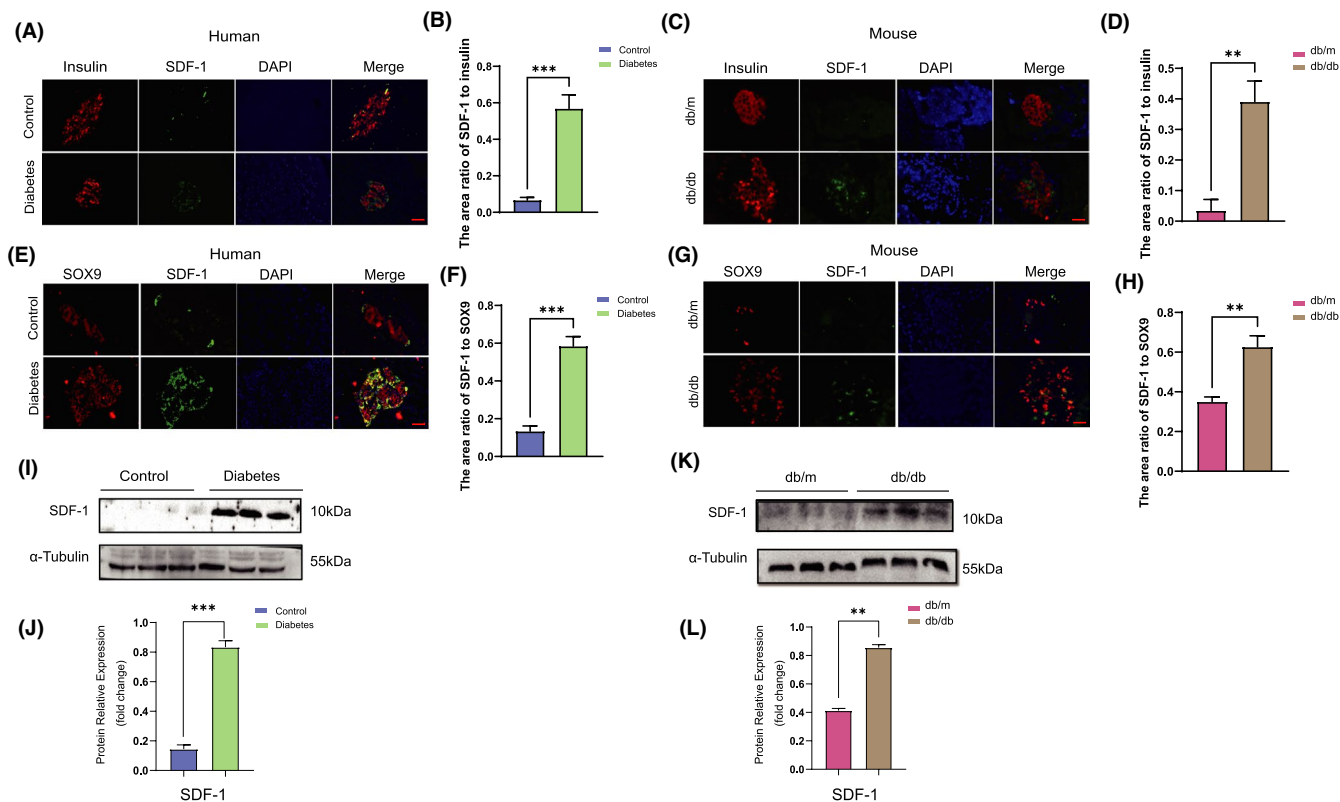 (A)
Human
Insulin SDF-1 DAPI Merge
Control
Diabetes
(B)
Control
Diabetes
***
The area ratio of SDF-1 to insulin
0.8
0.6
0.4
0.2
0.0
(C)
Mouse
Insulin SDF-1 DAPI Merge
db/m
db/db
(D)
db/m
db/db
**
The area ratio of SDF-1 to insulin
0.5
0.4
0.3
0.2
0.1
0.0
(E)
Human
SOX9 SDF-1 DAPI Merge
Control
Diabetes
(F)
Control
Diabetes
***
The area ratio of SDF-1 to SOX9
0.8
0.6
0.4
0.2
0.0
(G)
Mouse
SOX9 SDF-1 DAPI Merge
db/m
db/db
(H)
db/m
db/db
**
The area ratio of SDF-1 to SOX9
0.8
0.6
0.4
0.2
0.0
(I)
Control Diabetes
SDF-1 10kDa
α-Tubulin 55kDa
(J)
Control
Diabetes
***
Protein Relative Expression
(fold change)
1.0
0.8
0.6
0.4
0.2
0.0
SDF-1
(K)
db/m db/db
SDF-1 10kDa
α-Tubulin 55kDa
(L)
db/m
db/db
**
Protein Relative Expression
(fold change)
1.0
0.8
0.6
0.4
0.2
0.0
SDF-1